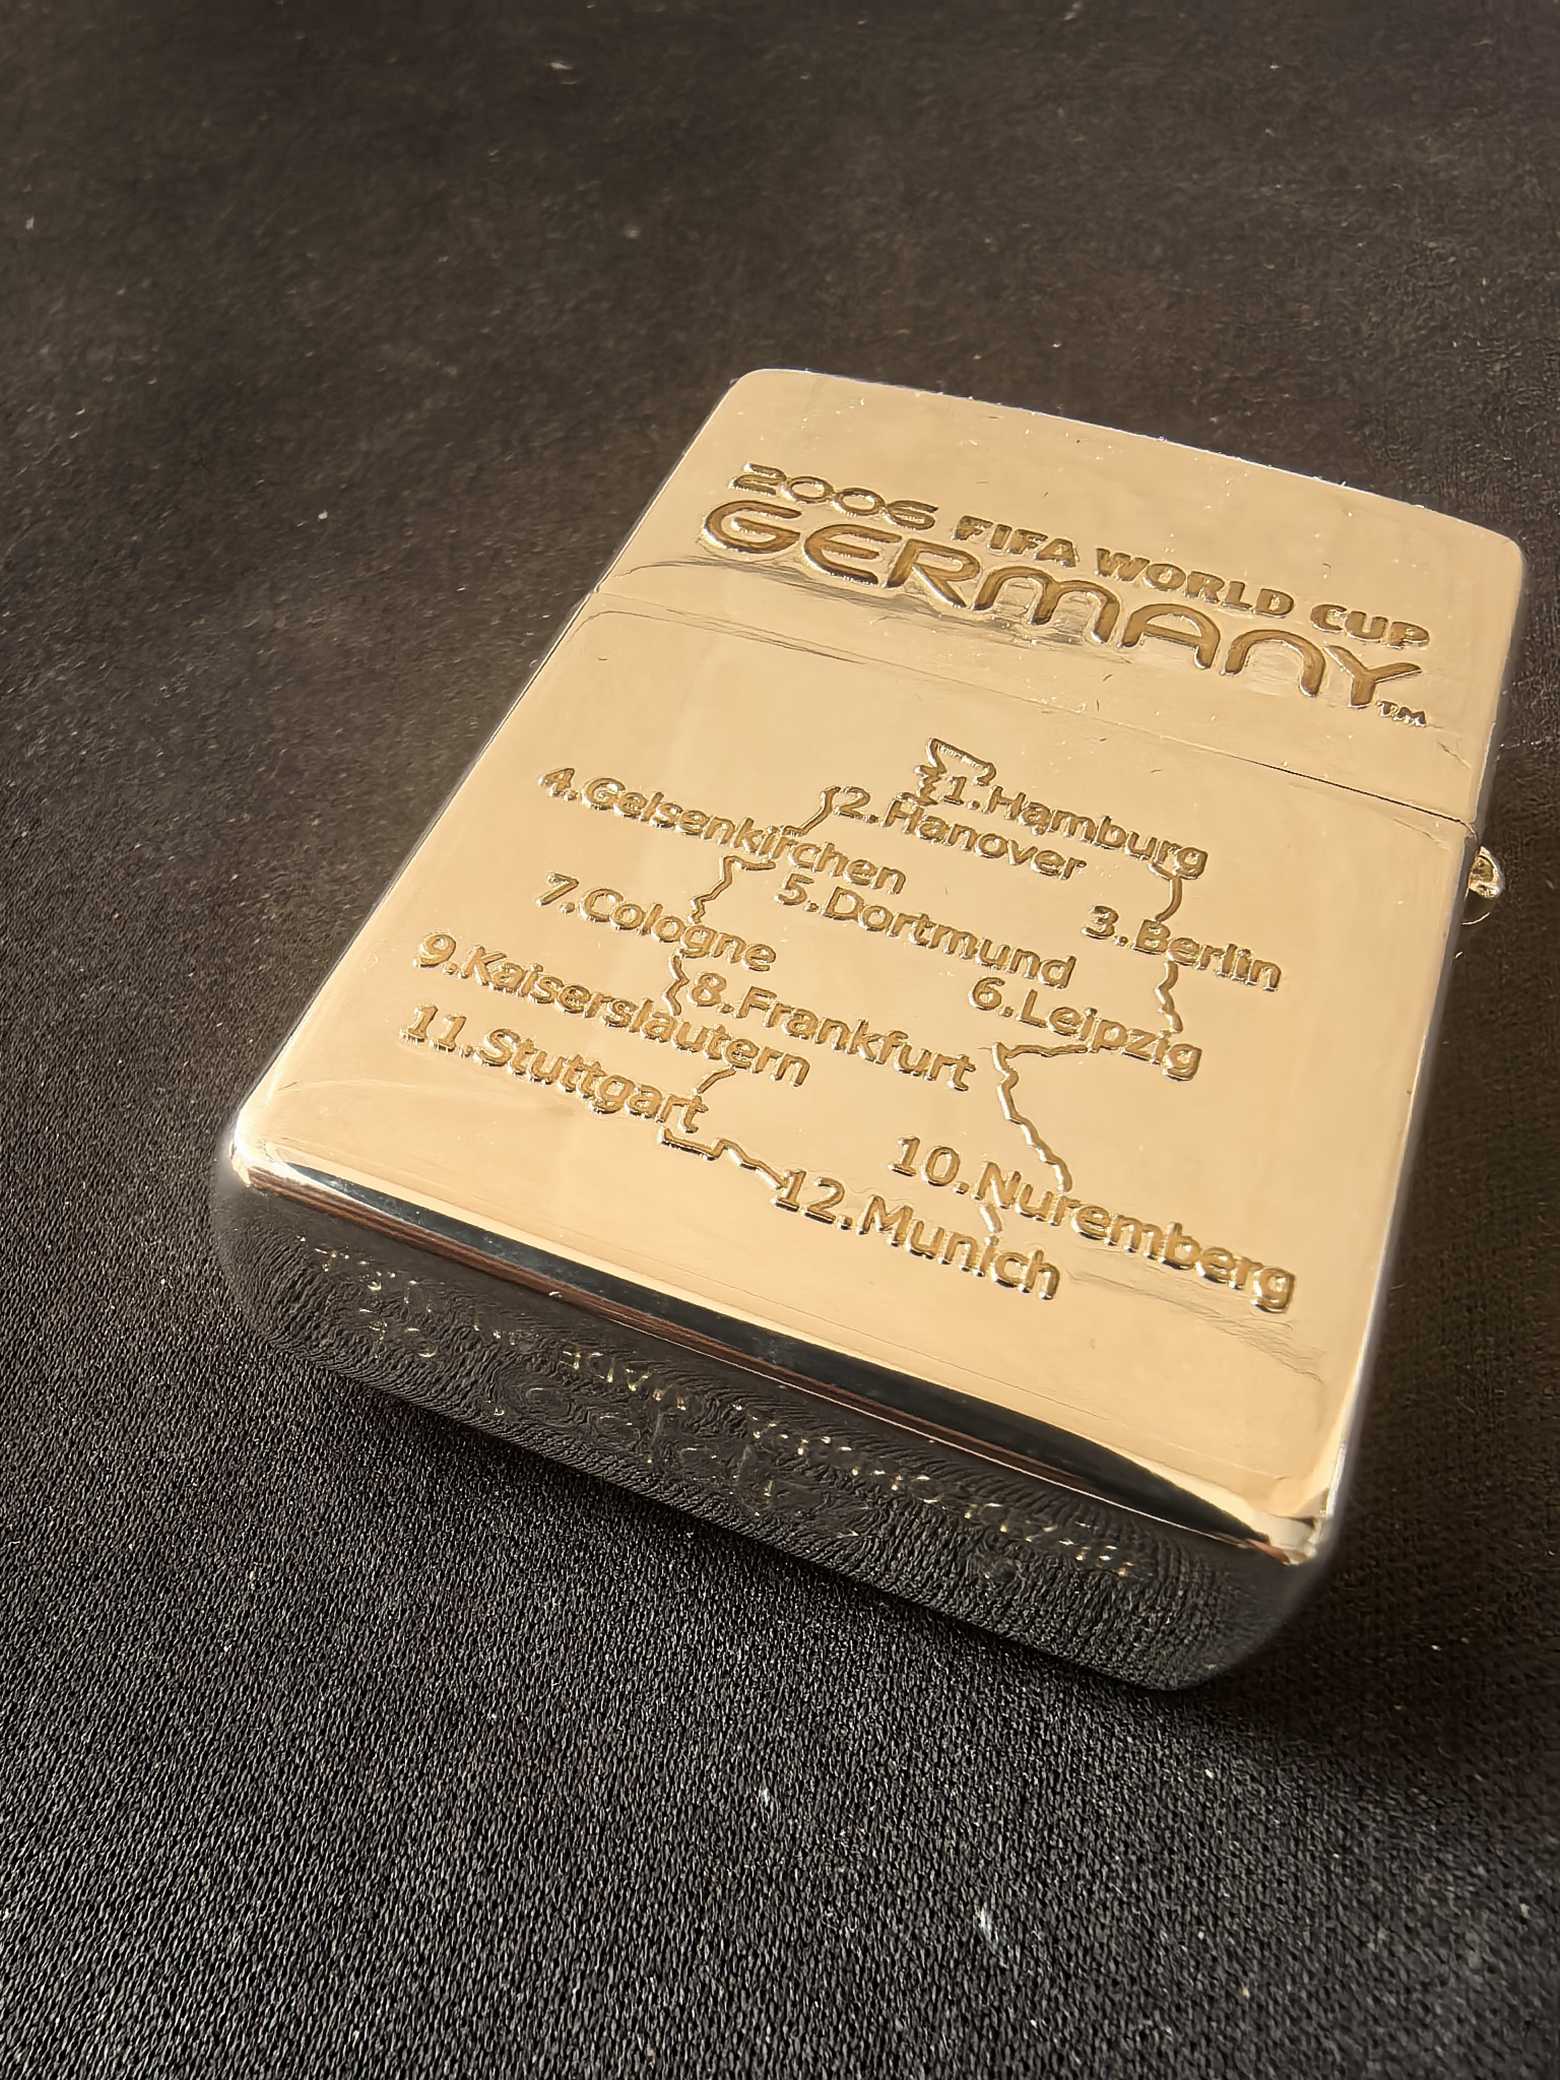 2006 FIFA WORLD CUP
GERMANY™
1.Hamburg
2.Hanover
3.Berlin
4.Gelsenkirchen
5.Dortmund
6.Leipzig
7.Cologne
8.Frankfurt
9.Kaiserslautern
10.Nuremberg
11.Stuttgart
12.Munich